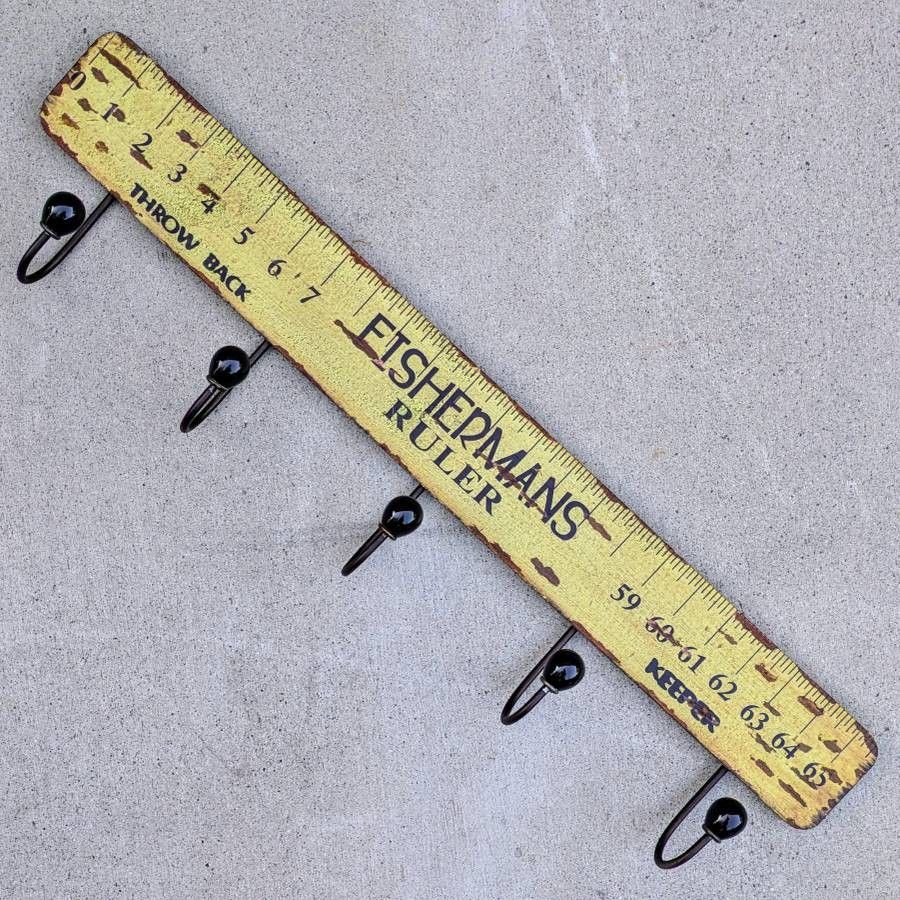 0 1 2 3 4 5 6 7
THROW BACK
FISHERMANS
RULER
59 60 61 62 63 64 65
KEEPER